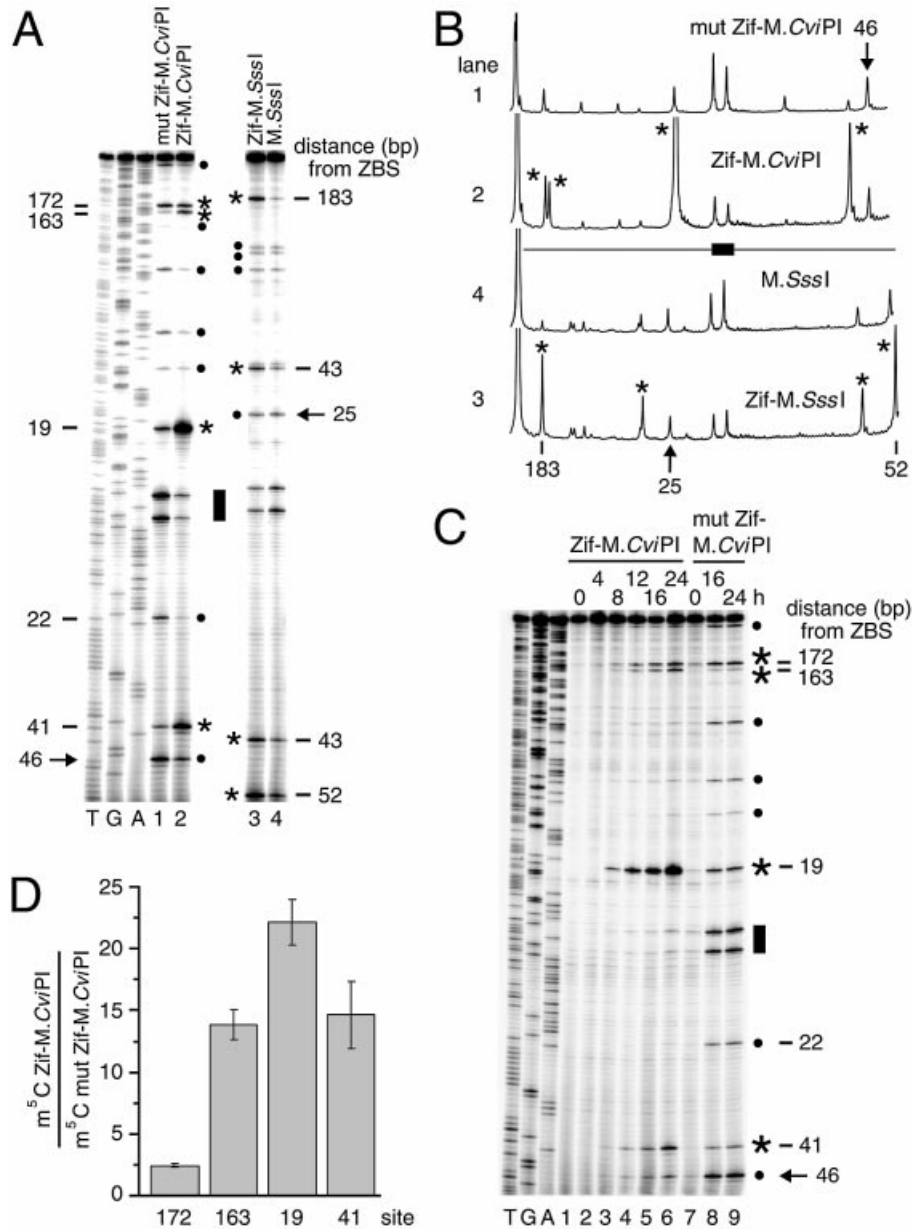 A
mut Zif-M.CviPI
Zif-M.CviPI
Zif-M.SssI
M.SssI
distance (bp)
from ZBS
172
163
19
22
41
46
183
43
25
43
52
T G A 1 2 3 4
B
lane
mut Zif-M.CviPI
46
1
*
Zif-M.CviPI
*
* *
2
M.SssI
4
*
*
*
*
Zif-M.SssI
3
183
25
52
C
Zif-M.CviPI
mut Zif-
M.CviPI
4 12 24 16
0 8 16 0 24 h
distance (bp)
from ZBS
* 172
* 163
* 19
22
* 41
46
T G A 1 2 3 4 5 6 7 8 9
D
m⁵C Zif-M.CviPI
m⁵C mut Zif-M.CviPI
25
20
15
10
5
0
172 163 19 41 site